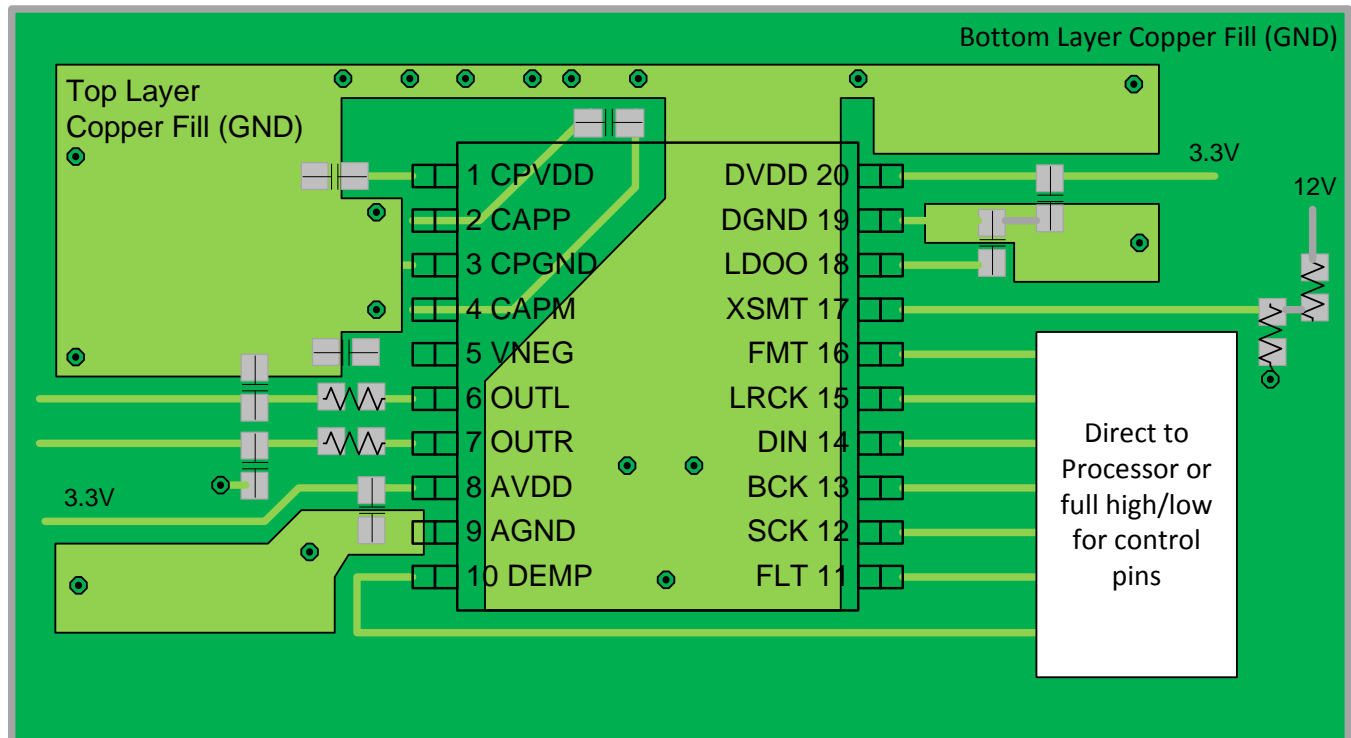 Bottom Layer Copper Fill (GND)
Top Layer
Copper Fill (GND)
3.3V
12V
1 CPVDD
2 CAPP
3 CPGND
4 CAPM
5 VNEG
6 OUTL
7 OUTR
8 AVDD
9 AGND
10 DEMP
DVDD 20
DGND 19
LDOO 18
XSMT 17
FMT 16
LRCK 15
DIN 14
BCK 13
SCK 12
FLT 11
3.3V
Direct to
Processor or
full high/low
for control
pins